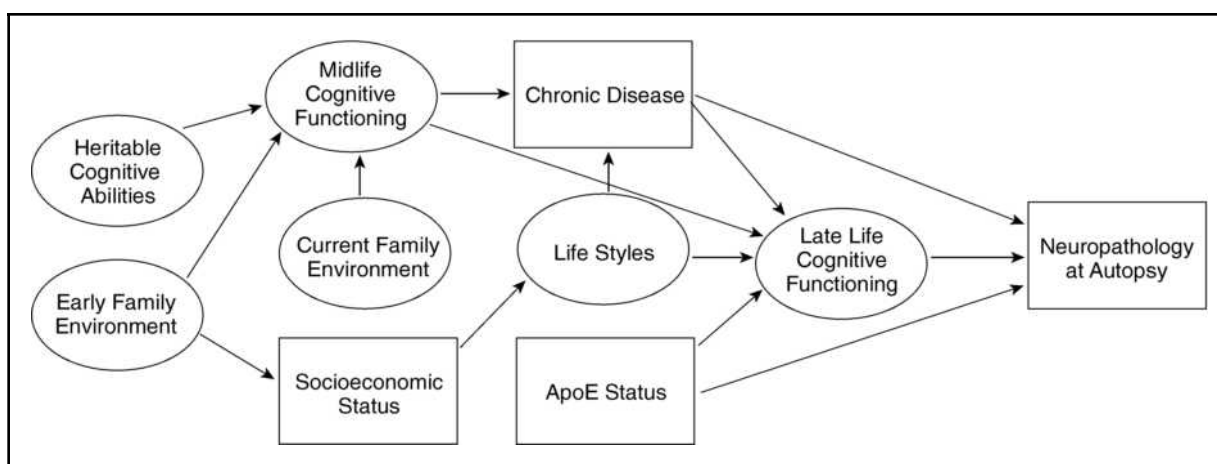 Midlife
Cognitive
Functioning
Chronic Disease
Heritable
Cognitive
Abilities
Current Family
Environment
Life Styles
Late Life
Cognitive
Functioning
Neuropathology
at Autopsy
Early Family
Environment
Socioeconomic
Status
ApoE Status